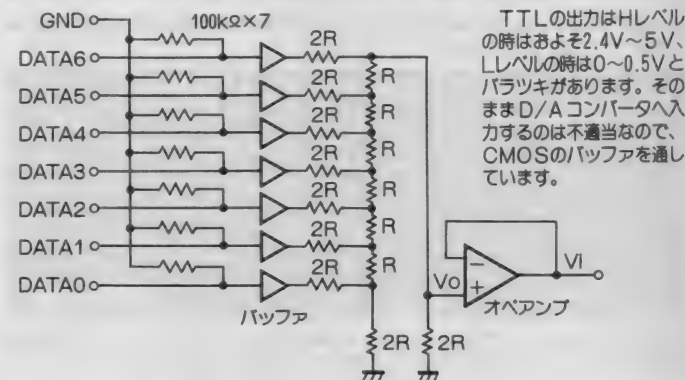 GND
100kΩ×7
DATA6
DATA5
DATA4
DATA3
DATA2
DATA1
DATA0
2R
2R
2R
2R
2R
2R
2R
R
R
R
R
R
R
バッファ
2R
2R
Vo
Vi
−
+
オペアンプ
TTLの出力はHレベル
の時はおよそ2.4V〜5V、
Lレベルの時は0〜0.5Vと
バラツキがあります。その
ままD/Aコンバータへ入
力するのは不適当なので、
CMOSのバッファを通し
ています。